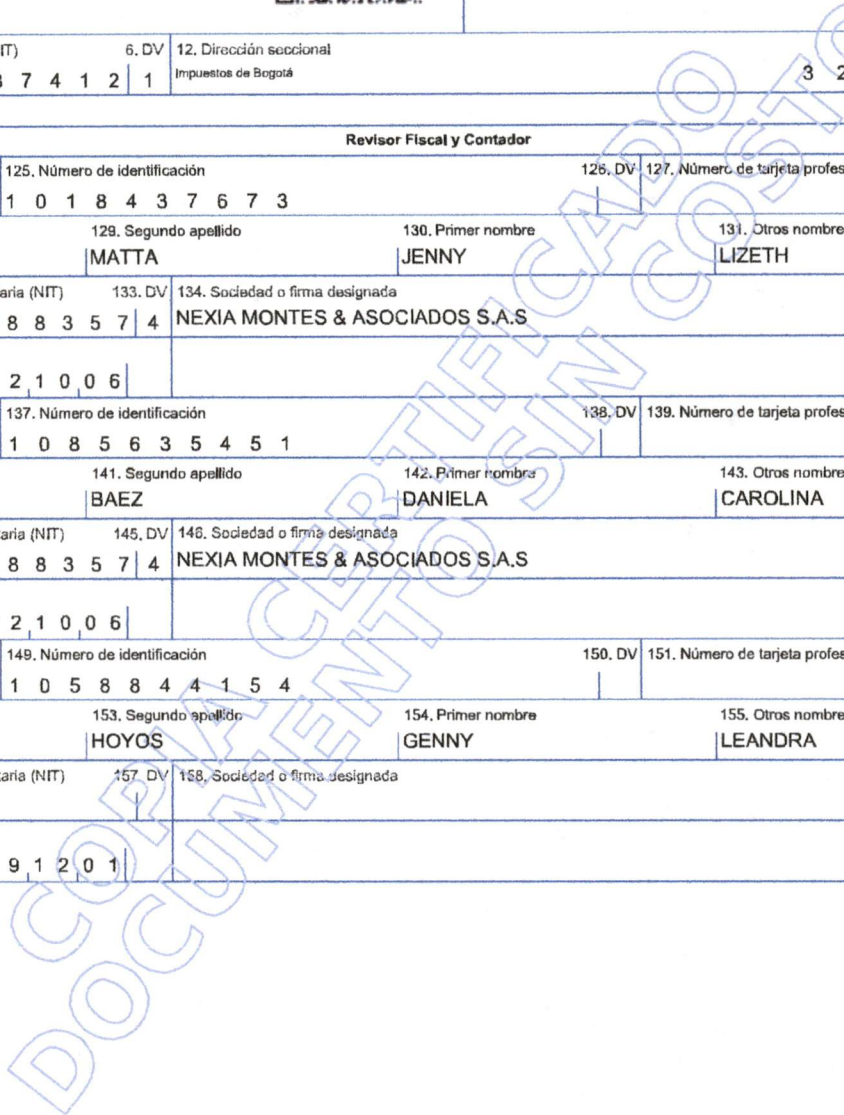 IT) 6. DV 12. Dirección seccional
7 4 1 2 1 Impuestos de Bogotá 3 2
Revisor Fiscal y Contador
125. Número de identificación 126. DV 127. Número de tarjeta profes
1 0 1 8 4 3 7 6 7 3
129. Segundo apellido 130. Primer nombre 131. Otros nombre
MATTA JENNY LIZETH
aria (NIT) 133. DV 134. Sociedad o firma designada
8 8 3 5 7 4 NEXIA MONTES & ASOCIADOS S.A.S
2 1 0 0 6
137. Número de identificación 138. DV 139. Número de tarjeta profes
1 0 8 5 6 3 5 4 5 1
141. Segundo apellido 142. Primer nombre 143. Otros nombre
BAEZ DANIELA CAROLINA
aria (NIT) 145. DV 146. Sociedad o firma designada
8 8 3 5 7 4 NEXIA MONTES & ASOCIADOS S.A.S
2 1 0 0 6
149. Número de identificación 150. DV 151. Número de tarjeta profes
1 0 5 8 8 4 4 1 5 4
153. Segundo apellido 154. Primer nombre 155. Otros nombre
HOYOS GENNY LEANDRA
aria (NIT) 157. DV 158. Sociedad o firma designada
9 1 2 0 1
COPIA CERTIFICADO
DOCUMENTO SIN COSTO